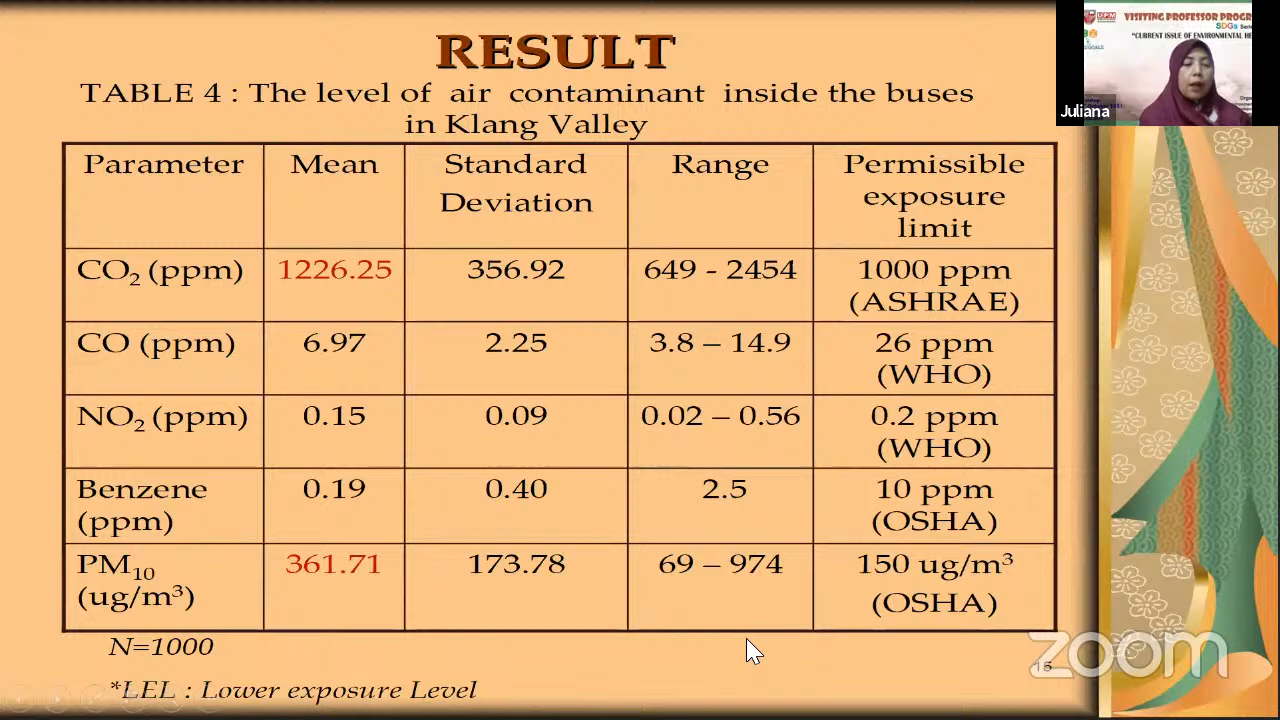 RESULT
TABLE 4 : The level of air contaminant inside the buses
in Klang Valley
Parameter Mean Standard Deviation Range Permissible exposure limit
CO₂ (ppm) 1226.25 356.92 649 - 2454 1000 ppm (ASHRAE)
CO (ppm) 6.97 2.25 3.8 – 14.9 26 ppm (WHO)
NO₂ (ppm) 0.15 0.09 0.02 – 0.56 0.2 ppm (WHO)
Benzene (ppm) 0.19 0.40 2.5 10 ppm (OSHA)
PM₁₀ (ug/m³) 361.71 173.78 69 – 974 150 ug/m³ (OSHA)
N=1000
*LEL : Lower exposure Level
15
zoom
UPM
VISITING PROFESSOR PROGR
SDGs
"CURRENT ISSUE OF ENVIRONMENTAL HE
Juliana